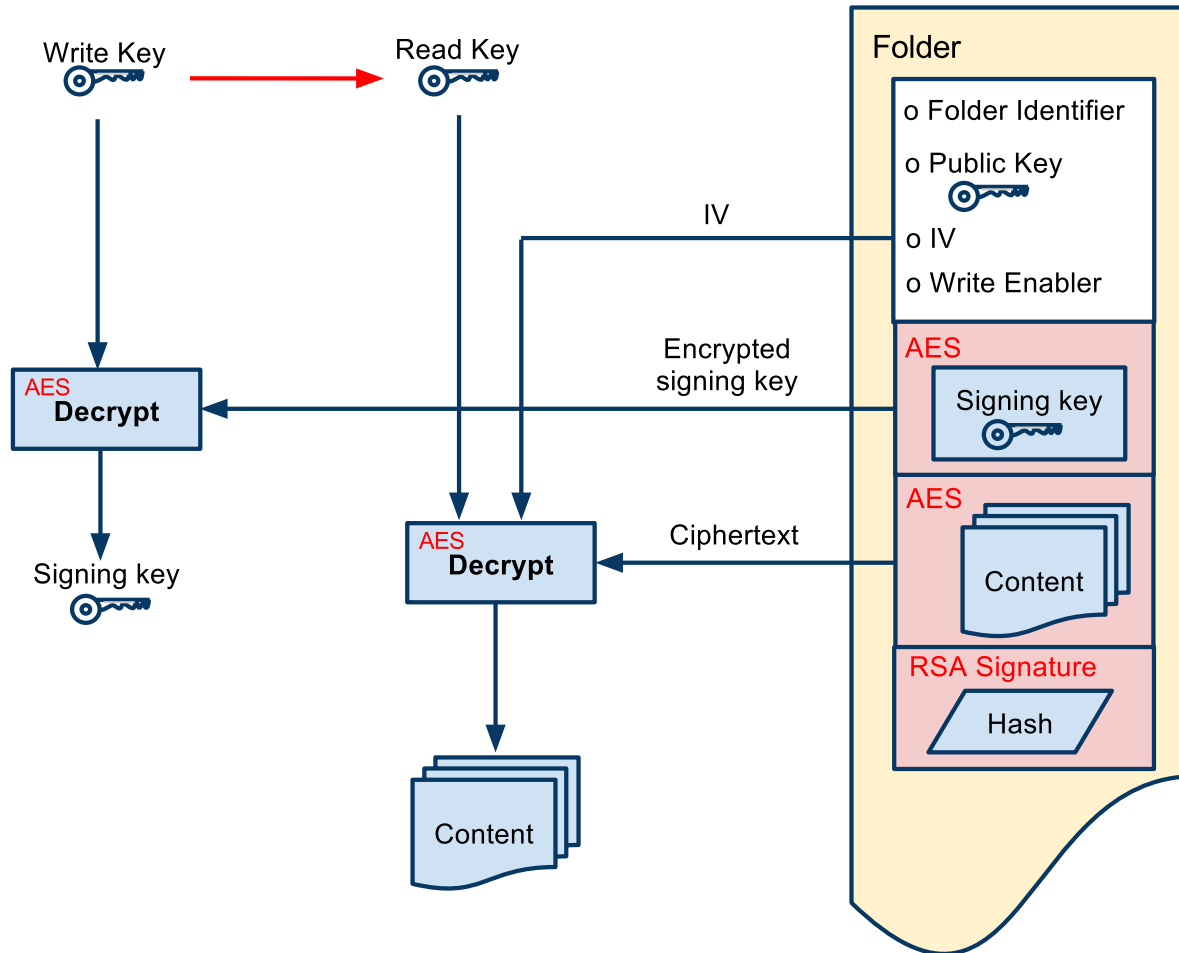 Write Key
Read Key
Folder
o Folder Identifier
o Public Key
IV
o IV
o Write Enabler
Encrypted
signing key
AES
Signing key
AES
Decrypt
AES
Ciphertext
Content
AES
Decrypt
Signing key
RSA Signature
Hash
Content